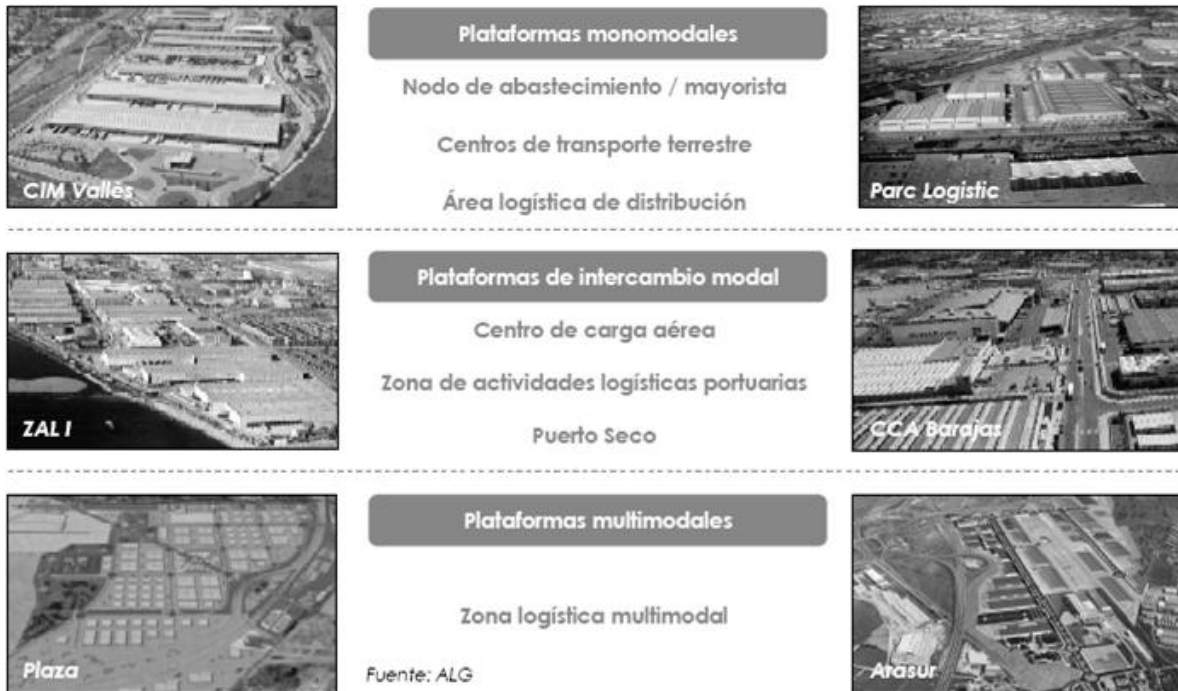 Plataformas monomodales
Nodo de abastecimiento / mayorista
Centros de transporte terrestre
Área logística de distribución
CIM Vallès
Parc Logístic
Plataformas de intercambio modal
Centro de carga aérea
Zona de actividades logísticas portuarias
Puerto Seco
ZAL I
CCA Barajas
Plataformas multimodales
Zona logística multimodal
Plaza
Fuente: ALG
Arasur